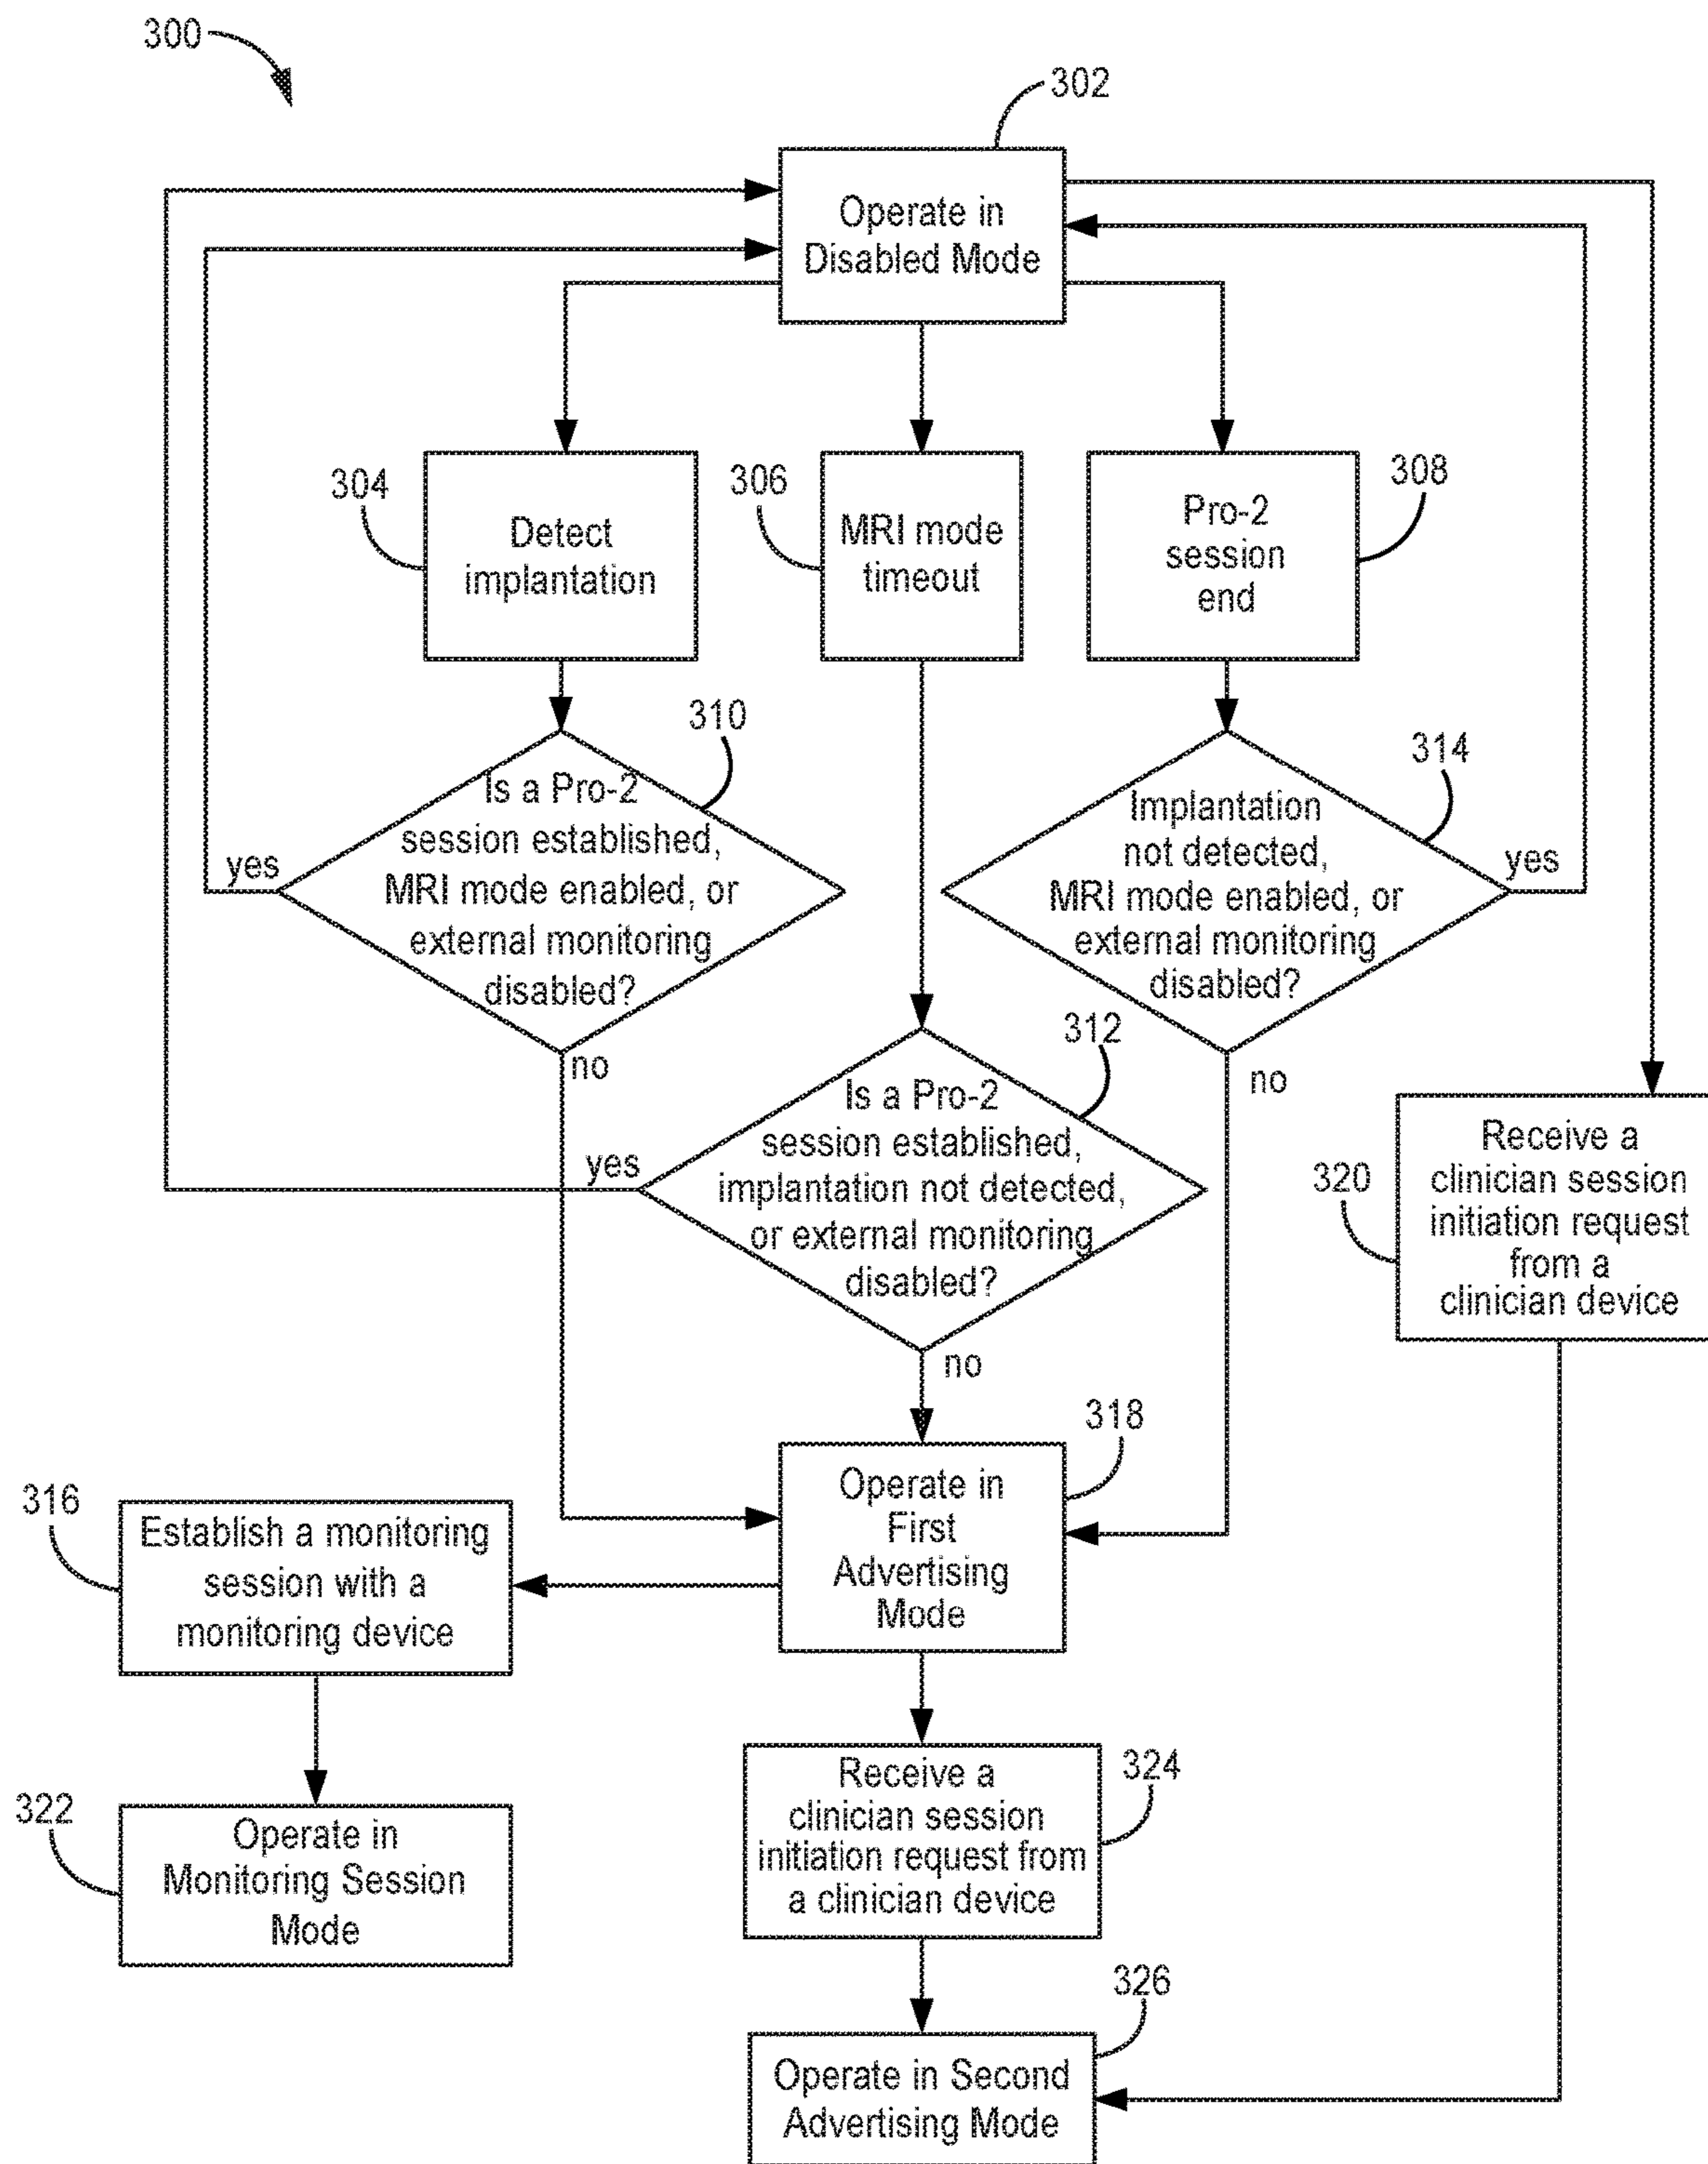 300
302
Operate in
Disabled Mode
304
Detect
implantation
306
MRI mode
timeout
308
Pro-2
session
end
310
Is a Pro-2
session established,
MRI mode enabled, or
external monitoring
disabled?
yes
no
314
Implantation
not detected,
MRI mode enabled, or
external monitoring
disabled?
yes
no
312
Is a Pro-2
session established,
implantation not detected,
or external monitoring
disabled?
yes
no
320
Receive a
clinician session
initiation request
from a
clinician device
318
Operate in
First
Advertising
Mode
316
Establish a monitoring
session with a
monitoring device
322
Operate in
Monitoring Session
Mode
324
Receive a
clinician session
initiation request from
a clinician device
326
Operate in Second
Advertising Mode